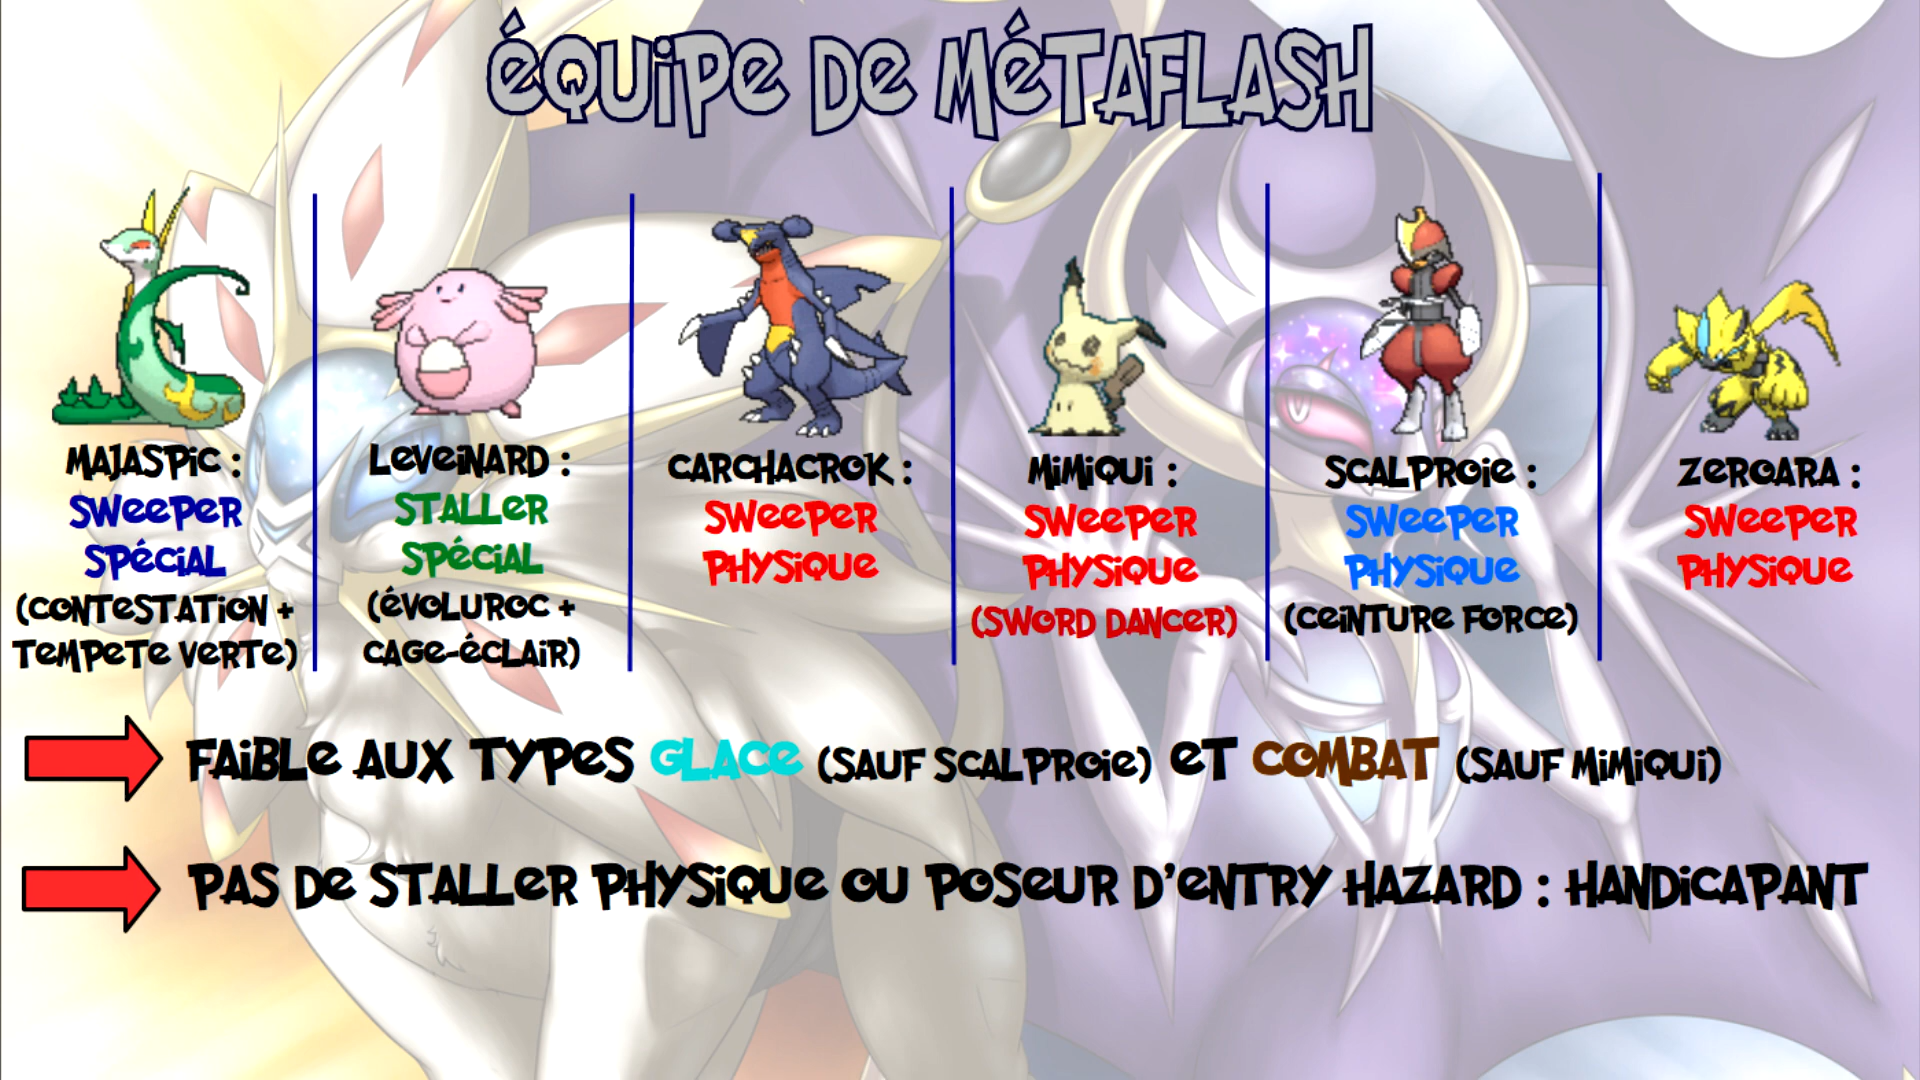 éQUiPe De MéTAFLASH
MAJASPiC :
SWeePeR
SPéCiAL
(CONTeSTATiON +
TeMPeTe VeRTe)
LeVeiNARD :
STALLeR
SPéCiAL
(éVOLUROC +
CAGe-éCLAiR)
CARCHACROK :
SWeePeR
PHYSiQUe
MiMiQUi :
SWeePeR
PHYSiQUe
(SWORD DANCeR)
SCALPROie :
SWeePeR
PHYSiQUe
(CeiNTURe FORCe)
ZeROARA :
SWeePeR
PHYSiQUe
FAiBLe AUX TYPeS GLACe (SAUF SCALPROie) eT COMBAT (SAUF MiMiQUi)
PAS De STALLeR PHYSiQUe OU POSeUR D'eNTRY HAZARD : HANDiCAPANT